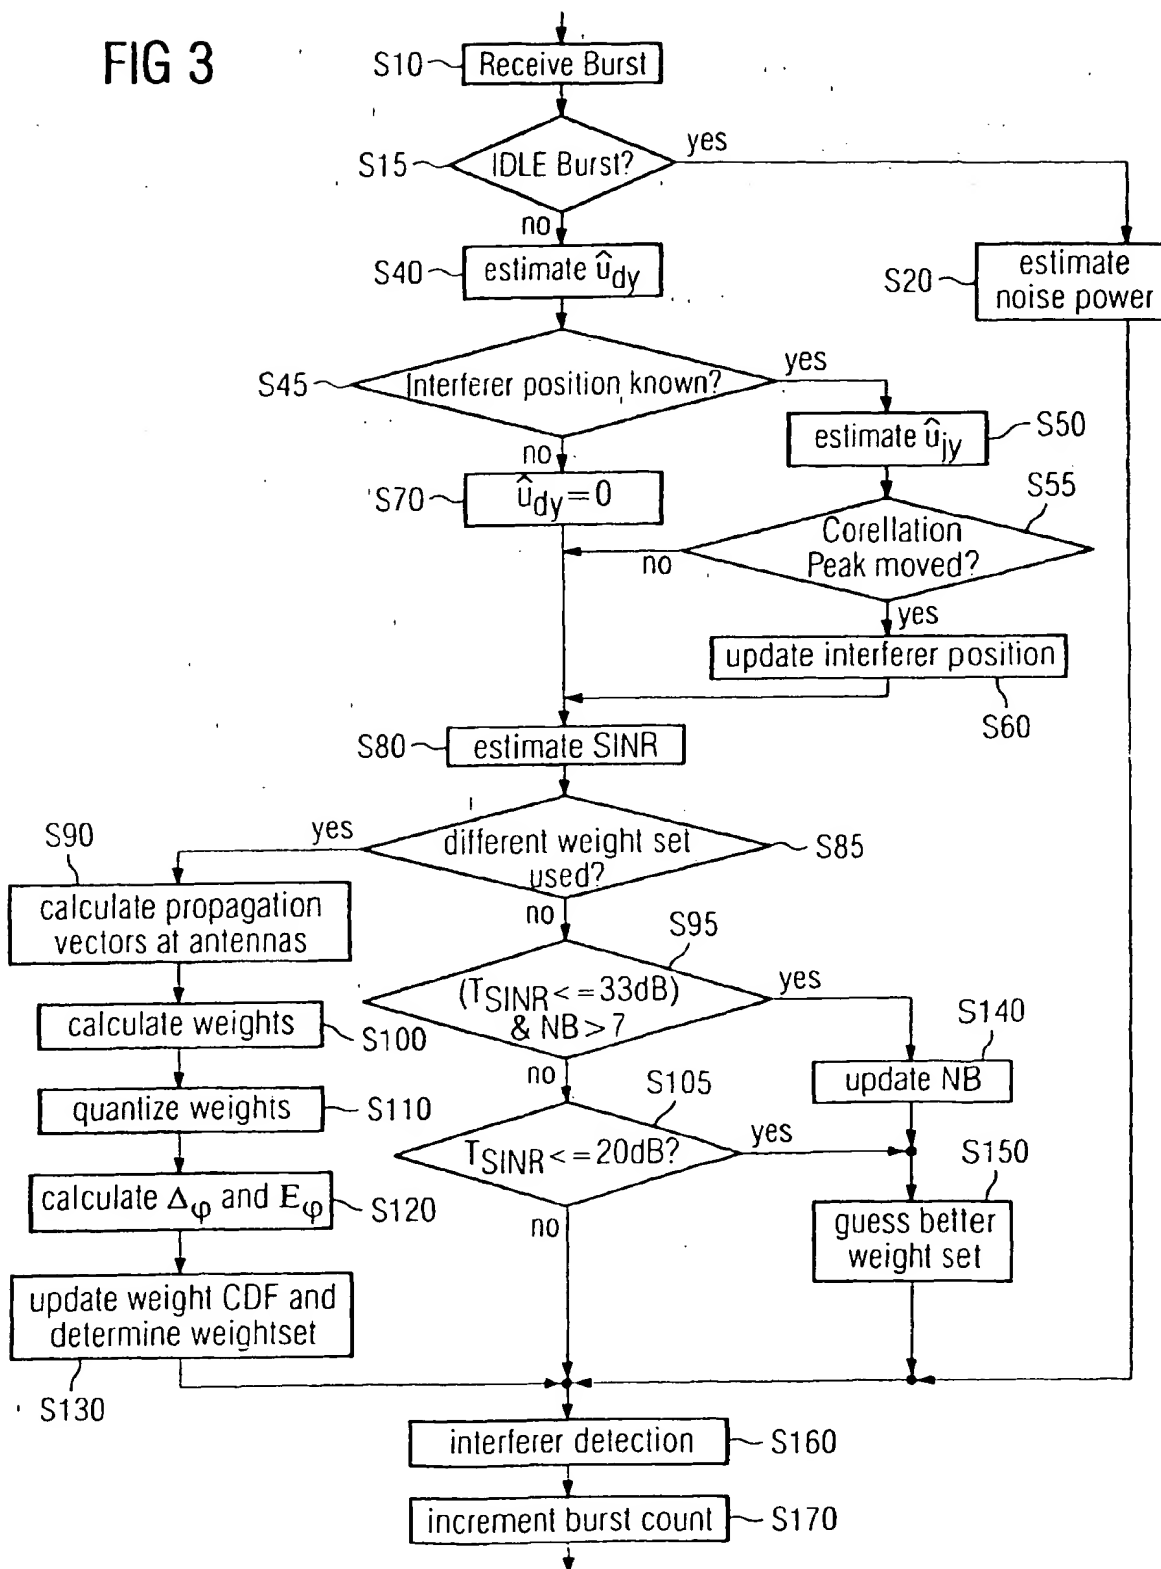 FIG 3
S10
Receive Burst
S15
IDLE Burst?
yes
no
S40
estimate û_dy
S20
estimate
noise power
S45
Interferer position known?
yes
no
estimate û_jy
S50
S70
û_dy=0
S55
Corellation
Peak moved?
no
yes
update interferer position
S60
S80
estimate SINR
S90
yes
different weight set
used?
S85
no
calculate propagation
vectors at antennas
S95
(T_SINR<=33dB)
& NB>7
yes
no
calculate weights
S100
S140
update NB
quantize weights
S110
S105
T_SINR<=20dB?
yes
no
S150
guess better
weight set
calculate Δ_φ and E_φ
S120
update weight CDF and
determine weightset
S130
interferer detection
S160
increment burst count
S170